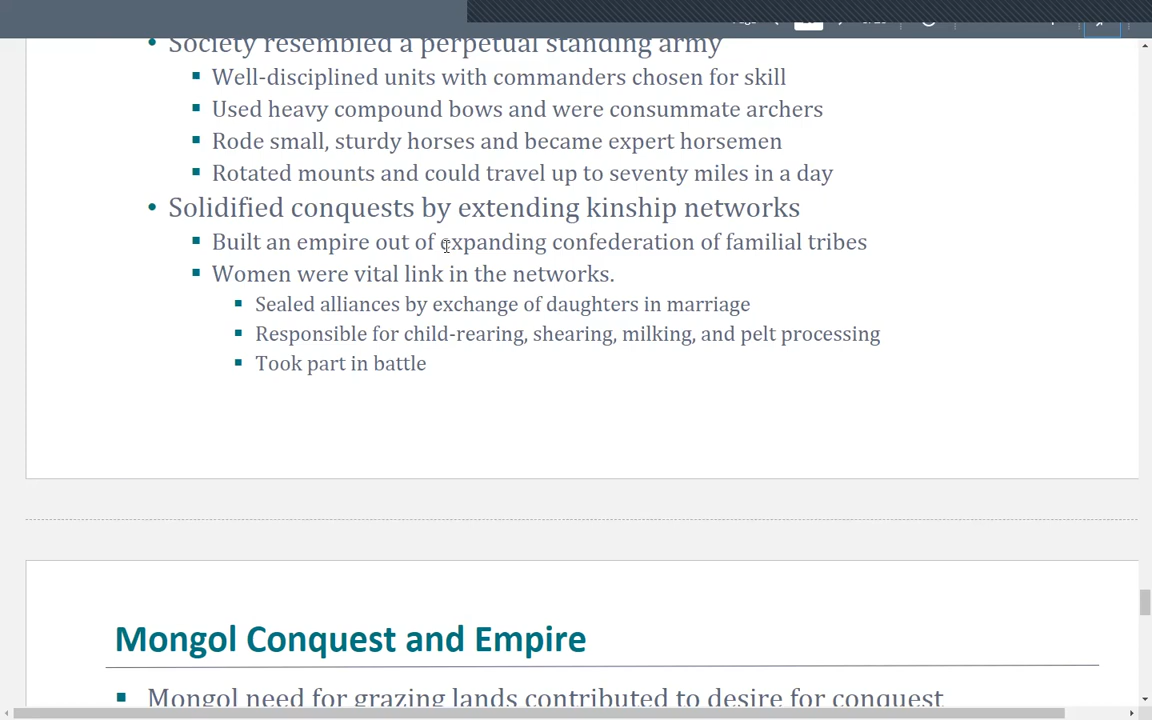 • Society resembled a perpetual standing army
▪ Well-disciplined units with commanders chosen for skill
▪ Used heavy compound bows and were consummate archers
▪ Rode small, sturdy horses and became expert horsemen
▪ Rotated mounts and could travel up to seventy miles in a day
• Solidified conquests by extending kinship networks
▪ Built an empire out of expanding confederation of familial tribes
▪ Women were vital link in the networks.
▪ Sealed alliances by exchange of daughters in marriage
▪ Responsible for child-rearing, shearing, milking, and pelt processing
▪ Took part in battle
Mongol Conquest and Empire
▪ Mongol need for grazing lands contributed to desire for conquest